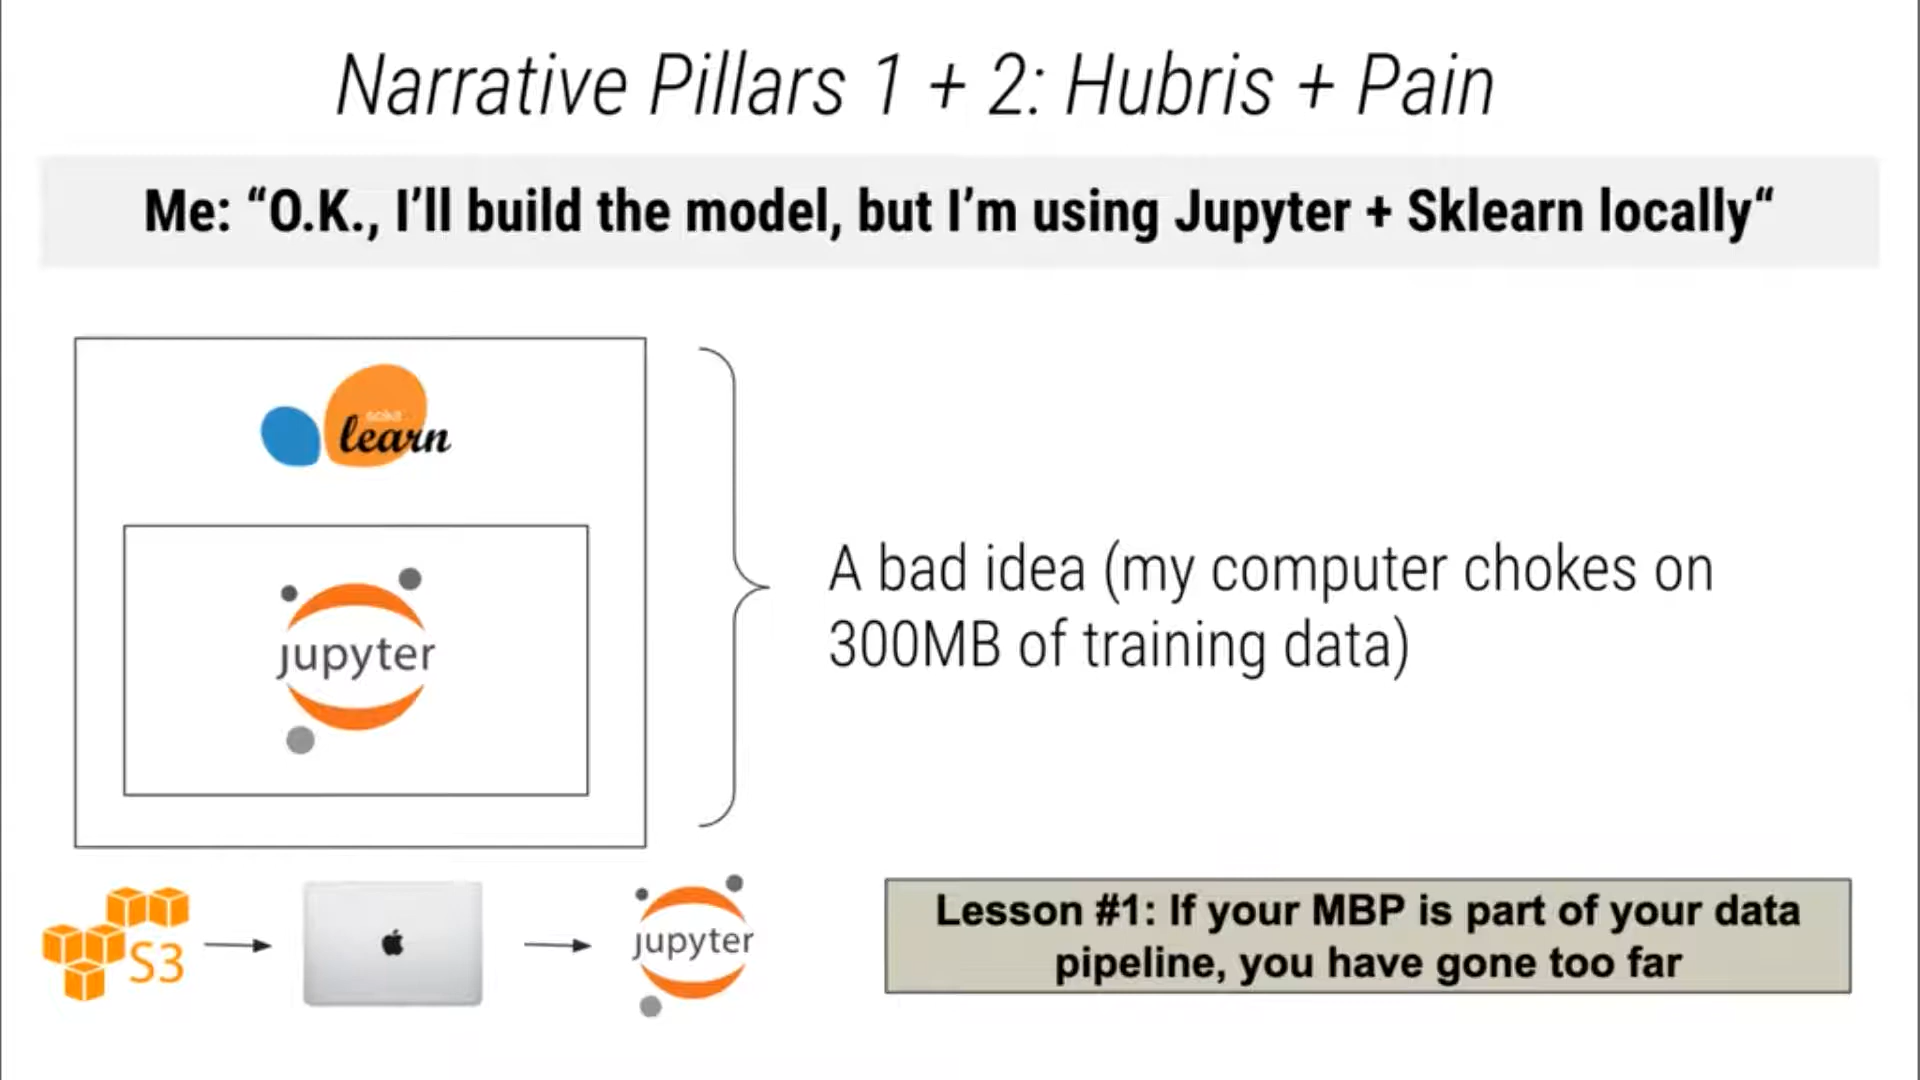 Narrative Pillars 1 + 2: Hubris + Pain
Me: “O.K., I’ll build the model, but I’m using Jupyter + Sklearn locally“
scikit
learn
jupyter
A bad idea (my computer chokes on
300MB of training data)
S3
jupyter
Lesson #1: If your MBP is part of your data
pipeline, you have gone too far